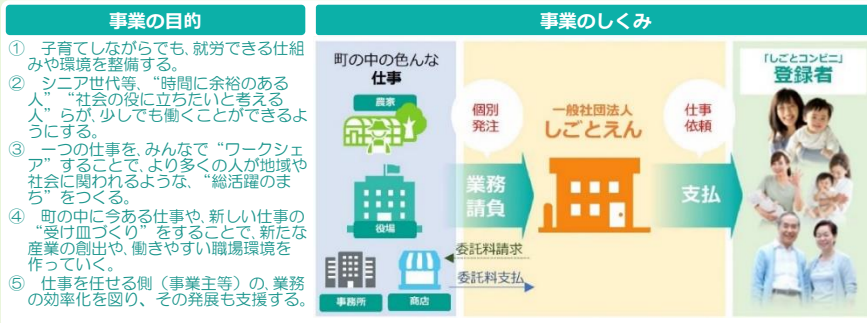 事業の目的
① 子育てしながらでも、就労できる仕組
みや環境を整備する。
② シニア世代等、“時間に余裕のある
人”“社会の役に立ちたいと考える
人”らが、少しでも働くことができるよ
うにする。
③ 一つの仕事を、みんなで“ワークシェ
ア”することで、より多くの人が地域や
社会に関われるような、“総活躍のま
ち”をつくる。
④ 町の中に今ある仕事や、新しい仕事の
“受け皿づくり”をすることで、新たな
産業の創出や、働きやすい職場環境を
作っていく。
⑤ 仕事を任せる側（事業主等）の、業務
の効率化を図り、その発展も支援する。
事業のしくみ
町の中の色んな
仕事
農家
役場
事務所
商店
個別
発注
業務
請負
委託料請求
委託料支払
一般社団法人
しごとえん
仕事
依頼
支払
「しごとコンビニ」
登録者